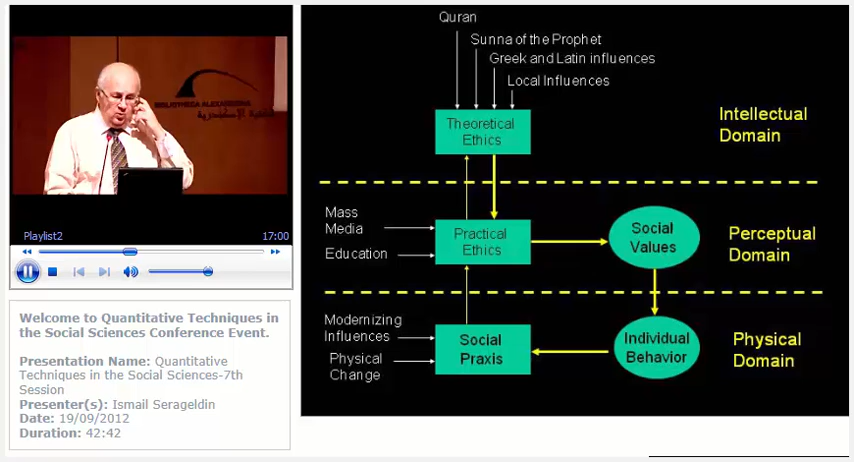 BIBLIOTHECA ALEXANDRINA
Playlist2
17:00
Welcome to Quantitative Techniques in
the Social Sciences Conference Event.
Presentation Name: Quantitative
Techniques in the Social Sciences-7th
Session
Presenter(s): Ismail Serageldin
Date: 19/09/2012
Duration: 42:42
Quran
Sunna of the Prophet
Greek and Latin influences
Local Influences
Theoretical
Ethics
Intellectual
Domain
Mass
Media
Education
Practical
Ethics
Social
Values
Perceptual
Domain
Modernizing
Influences
Physical
Change
Social
Praxis
Individual
Behavior
Physical
Domain